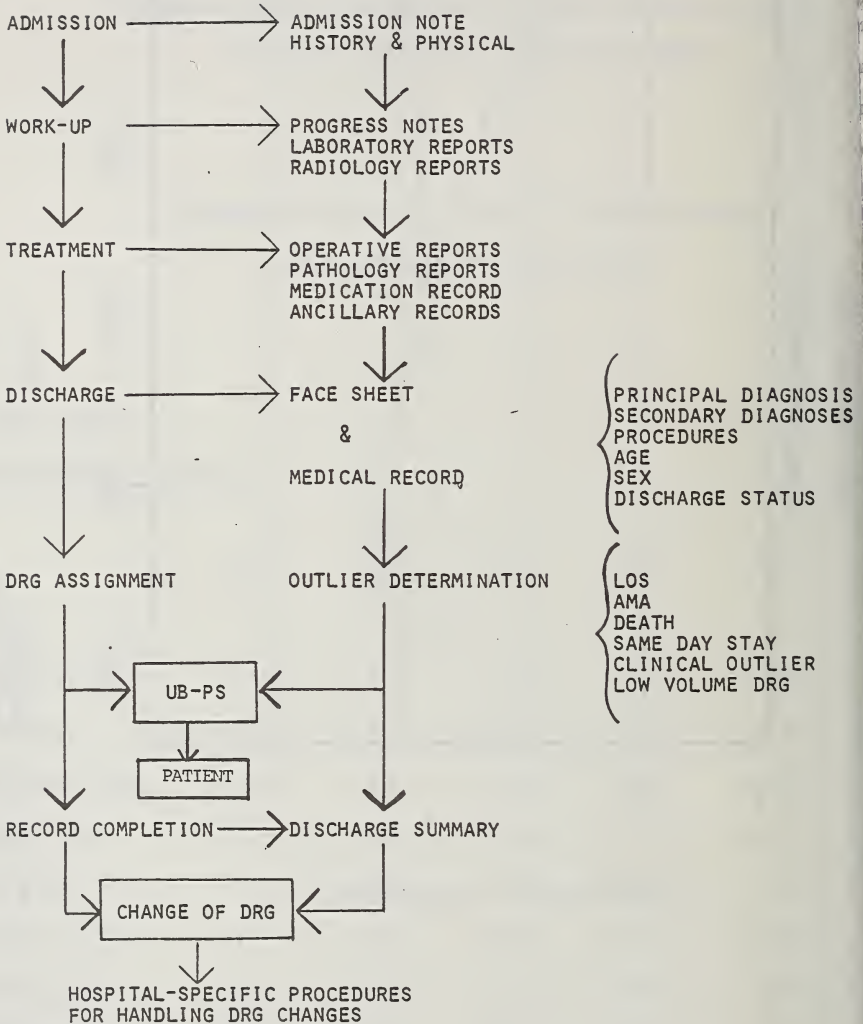 ADMISSION
ADMISSION NOTE
HISTORY & PHYSICAL
WORK-UP
PROGRESS NOTES
LABORATORY REPORTS
RADIOLOGY REPORTS
TREATMENT
OPERATIVE REPORTS
PATHOLOGY REPORTS
MEDICATION RECORD
ANCILLARY RECORDS
DISCHARGE
FACE SHEET
&
MEDICAL RECORD
PRINCIPAL DIAGNOSIS
SECONDARY DIAGNOSES
PROCEDURES
AGE
SEX
DISCHARGE STATUS
DRG ASSIGNMENT
OUTLIER DETERMINATION
LOS
AMA
DEATH
SAME DAY STAY
CLINICAL OUTLIER
LOW VOLUME DRG
UB-PS
PATIENT
RECORD COMPLETION
DISCHARGE SUMMARY
CHANGE OF DRG
HOSPITAL-SPECIFIC PROCEDURES
FOR HANDLING DRG CHANGES